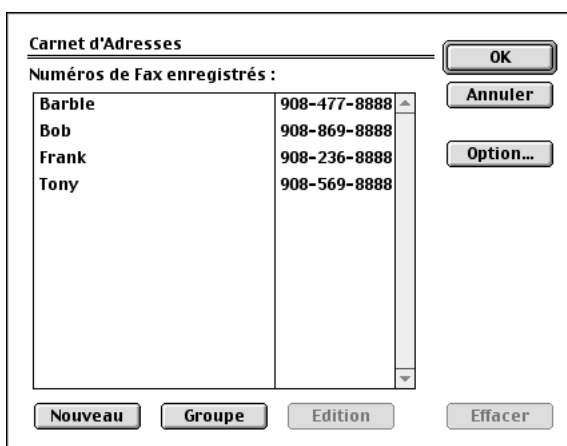 Carnet d'Adresses
OK
Numéros de Fax enregistrés :
Annuler
Barble 908-477-8888
Bob 908-869-8888
Frank 908-236-8888
Option...
Tony 908-569-8888
Nouveau Groupe Edition Effacer